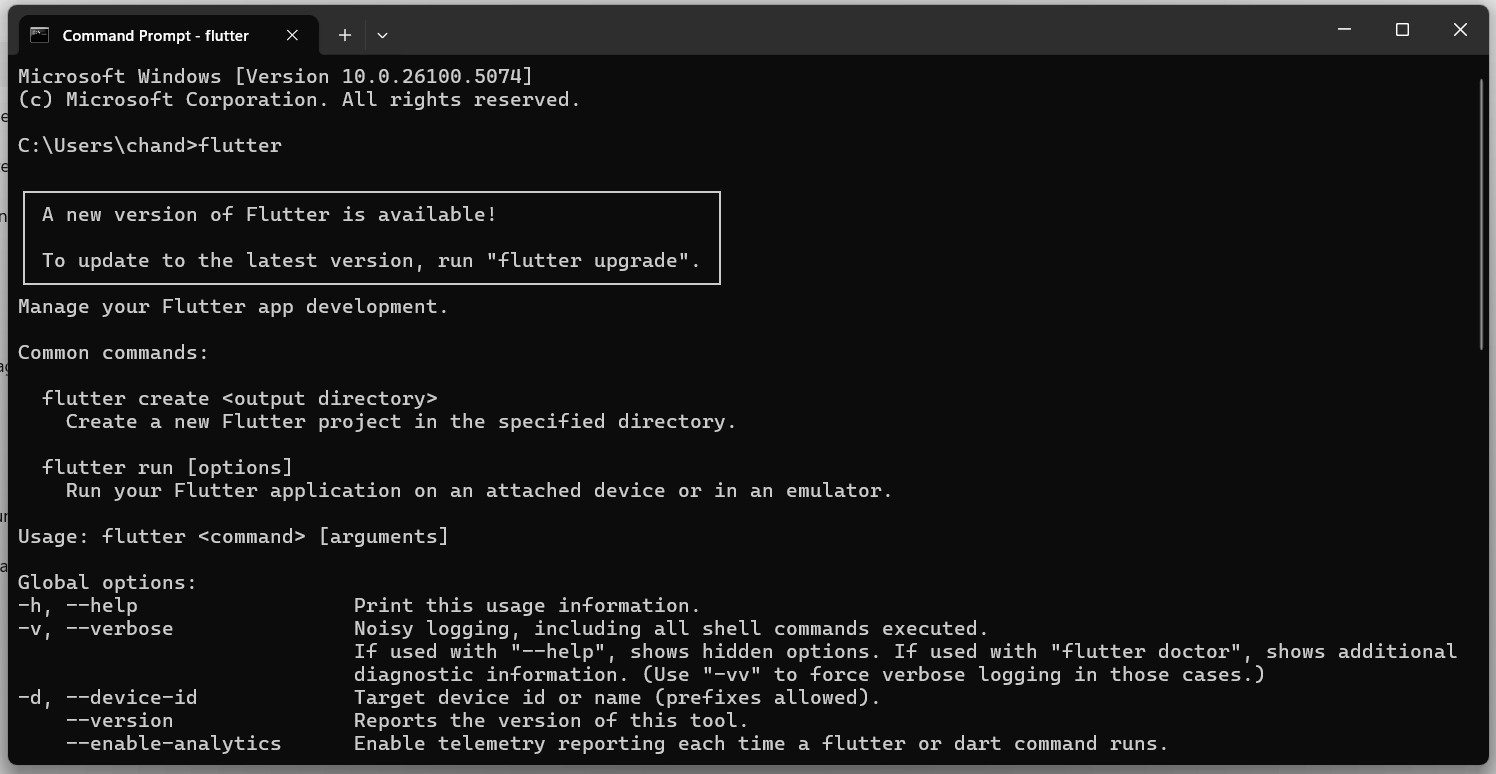 Command Prompt - flutter
Microsoft Windows [Version 10.0.26100.5074]
(c) Microsoft Corporation. All rights reserved.
C:\Users\chand>flutter
A new version of Flutter is available!
To update to the latest version, run "flutter upgrade".
Manage your Flutter app development.
Common commands:
flutter create <output directory>
Create a new Flutter project in the specified directory.
flutter run [options]
Run your Flutter application on an attached device or in an emulator.
Usage: flutter <command> [arguments]
Global options:
-h, --help Print this usage information.
-v, --verbose Noisy logging, including all shell commands executed.
If used with "--help", shows hidden options. If used with "flutter doctor", shows additional
diagnostic information. (Use "-vv" to force verbose logging in those cases.)
-d, --device-id Target device id or name (prefixes allowed).
--version Reports the version of this tool.
--enable-analytics Enable telemetry reporting each time a flutter or dart command runs.